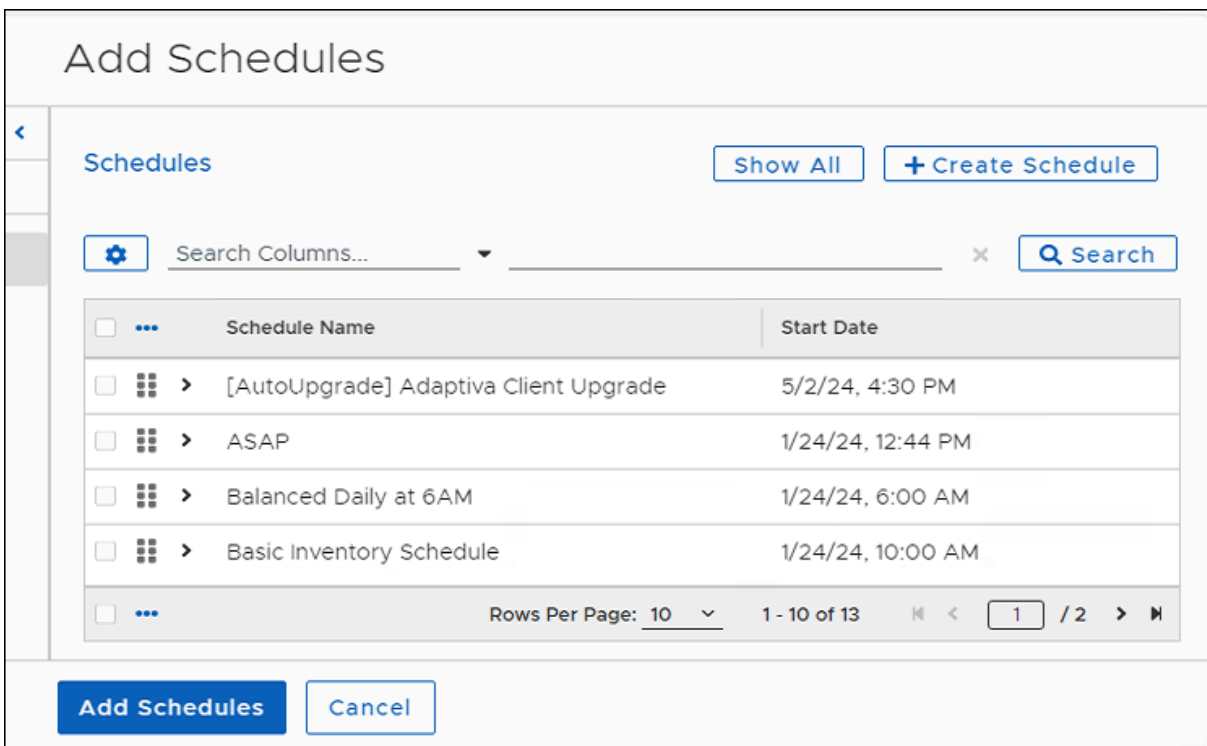 Add Schedules
Schedules
Show All
+ Create Schedule
Search Columns...
Search
Schedule Name Start Date
[AutoUpgrade] Adaptiva Client Upgrade 5/2/24, 4:30 PM
ASAP 1/24/24, 12:44 PM
Balanced Daily at 6AM 1/24/24, 6:00 AM
Basic Inventory Schedule 1/24/24, 10:00 AM
Rows Per Page: 10 1 - 10 of 13 1 / 2
Add Schedules Cancel